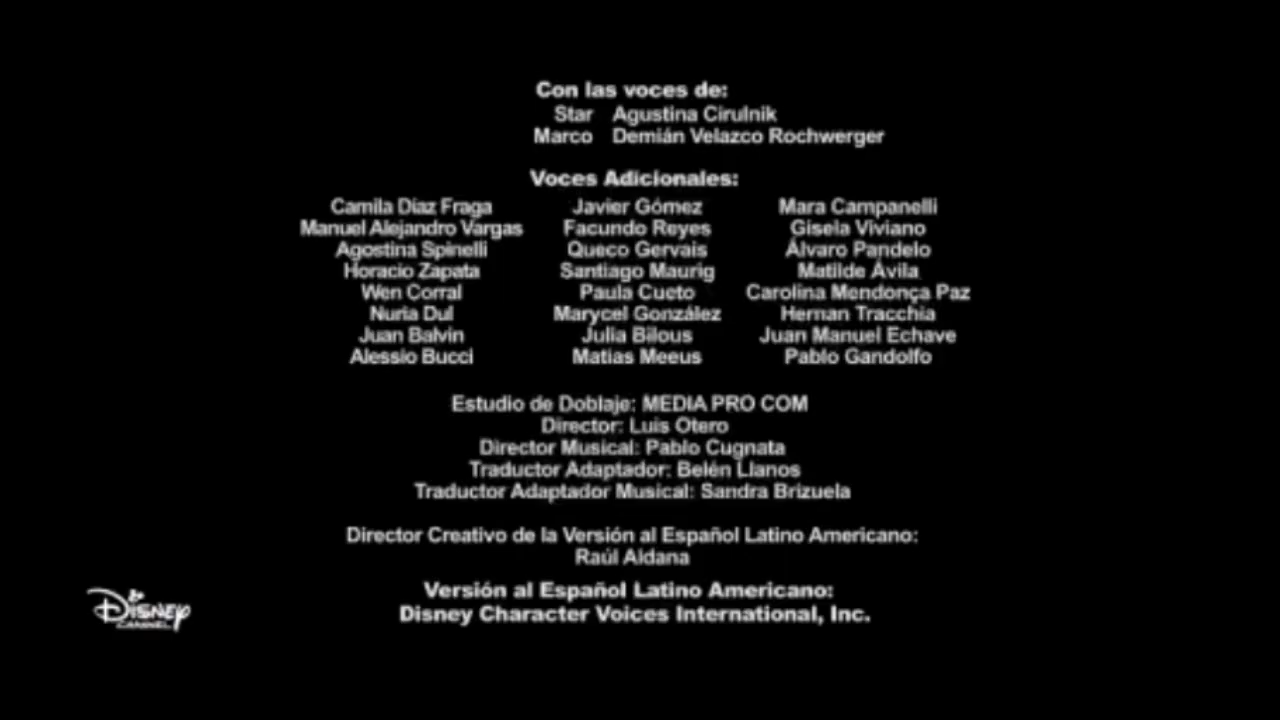 Con las voces de:
Star Agustina Cirulnik
Marco Demián Velazco Rochwerger
Voces Adicionales:
Camila Diaz Fraga Javier Gómez Mara Campanelli
Manuel Alejandro Vargas Facundo Reyes Gisela Viviano
Agostina Spinelli Queco Gervais Álvaro Pandelo
Horacio Zapata Santiago Maurig Matilde Ávila
Wen Corral Paula Cueto Carolina Mendonça Paz
Nuria Dul Marycel González Hernan Tracchia
Juan Balvin Julia Bilous Juan Manuel Echave
Alessio Bucci Matias Meeus Pablo Gandolfo
Estudio de Doblaje: MEDIA PRO COM
Director: Luis Otero
Director Musical: Pablo Cugnata
Traductor Adaptador: Belén Llanos
Traductor Adaptador Musical: Sandra Brizuela
Director Creativo de la Versión al Español Latino Americano:
Raúl Aldana
Versión al Español Latino Americano:
Disney Character Voices International, Inc.
Disney
CHANNEL